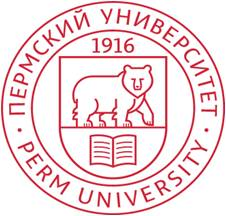 · ПЕРМСКИЙ УНИВЕРСИТЕТ ·
1916
PERM UNIVERSITY